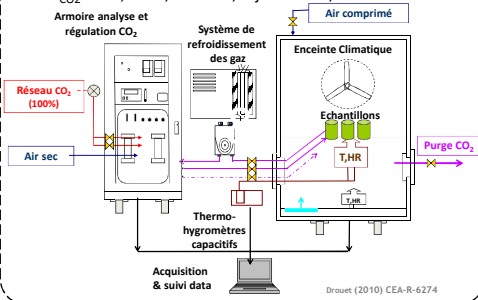 CO₂
Armoire analyse et
régulation CO₂
Système de
refroidissement
des gaz
Air comprimé
Enceinte Climatique
Echantillons
Réseau CO₂
(100%)
Air sec
T,HR
Purge CO₂
T,HR
Thermo-
hygromètres
capacitifs
Acquisition
& suivi data
Drouet (2010) CEA-R-6274